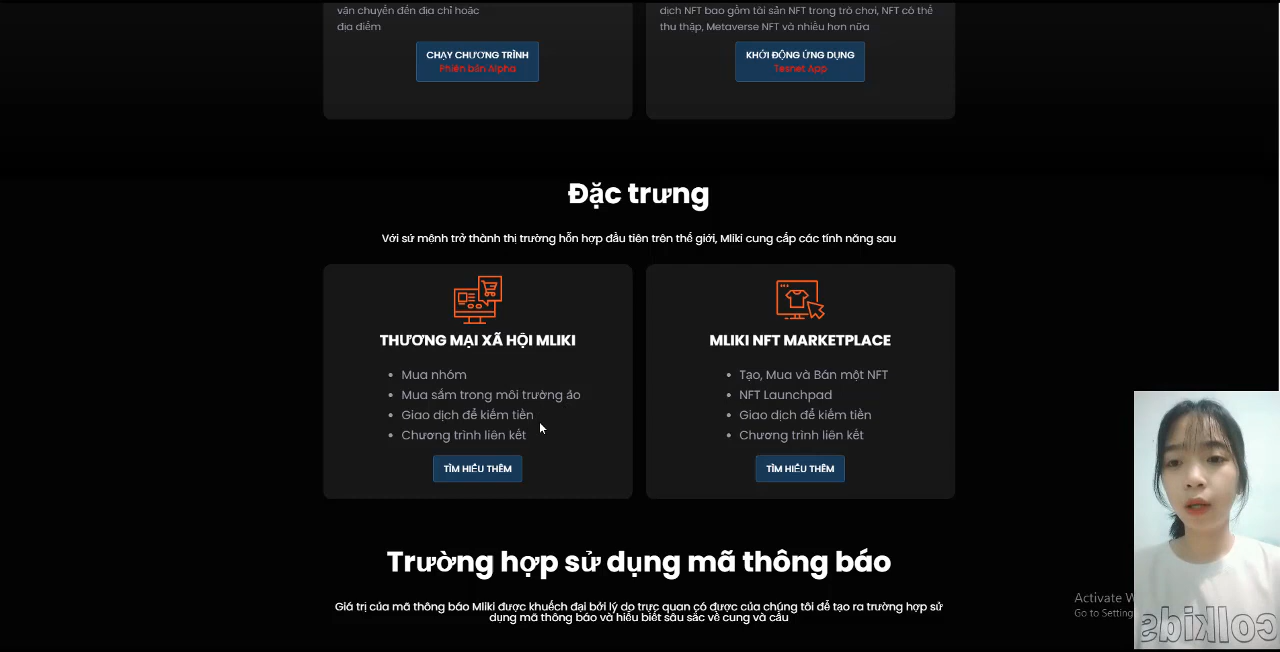 vận chuyển đến địa chỉ hoặc
địa điểm
CHẠY CHƯƠNG TRÌNH
Phiên bản Alpha
dịch NFT bao gồm tài sản NFT trong trò chơi, NFT có thể
thu thập, Metaverse NFT và nhiều hơn nữa
KHỞI ĐỘNG ỨNG DỤNG
Tesnet App
Đặc trưng
Với sứ mệnh trở thành thị trường hỗn hợp đầu tiên trên thế giới, Mliki cung cấp các tính năng sau
THƯƠNG MẠI XÃ HỘI MLIKI
• Mua nhóm
• Mua sắm trong môi trường ảo
• Giao dịch để kiếm tiền
• Chương trình liên kết
TÌM HIỂU THÊM
MLIKI NFT MARKETPLACE
• Tạo, Mua và Bán một NFT
• NFT Launchpad
• Giao dịch để kiếm tiền
• Chương trình liên kết
TÌM HIỂU THÊM
Trường hợp sử dụng mã thông báo
Giá trị của mã thông báo Mliki được khuếch đại bởi lý do trực quan có được của chúng tôi để tạo ra trường hợp sử
dụng mã thông báo và hiểu biết sâu sắc về cung và cầu
Activate W
Go to Setting
colkids